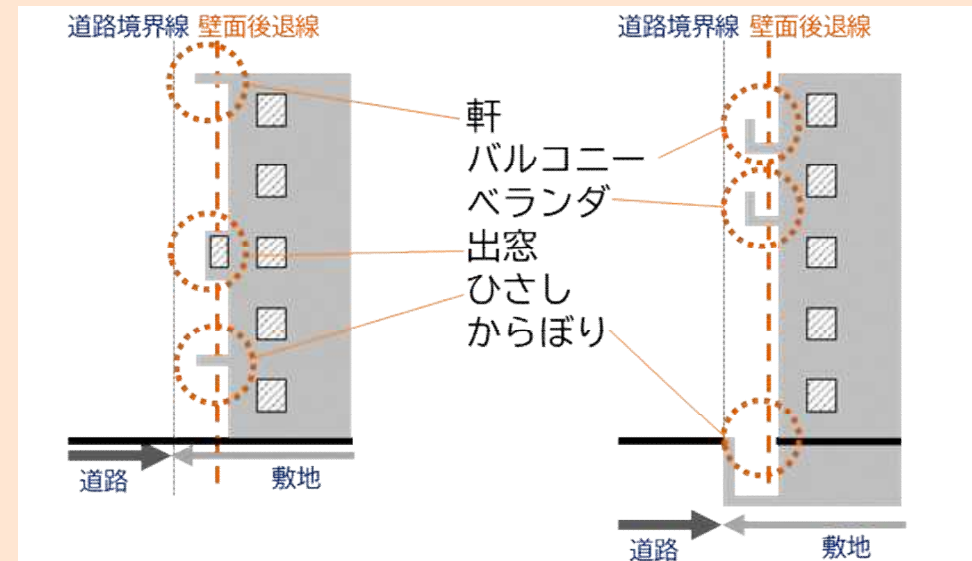 道路境界線 壁面後退線
道路境界線 壁面後退線
軒
バルコニー
ベランダ
出窓
ひさし
からぼり
道路
敷地
道路
敷地